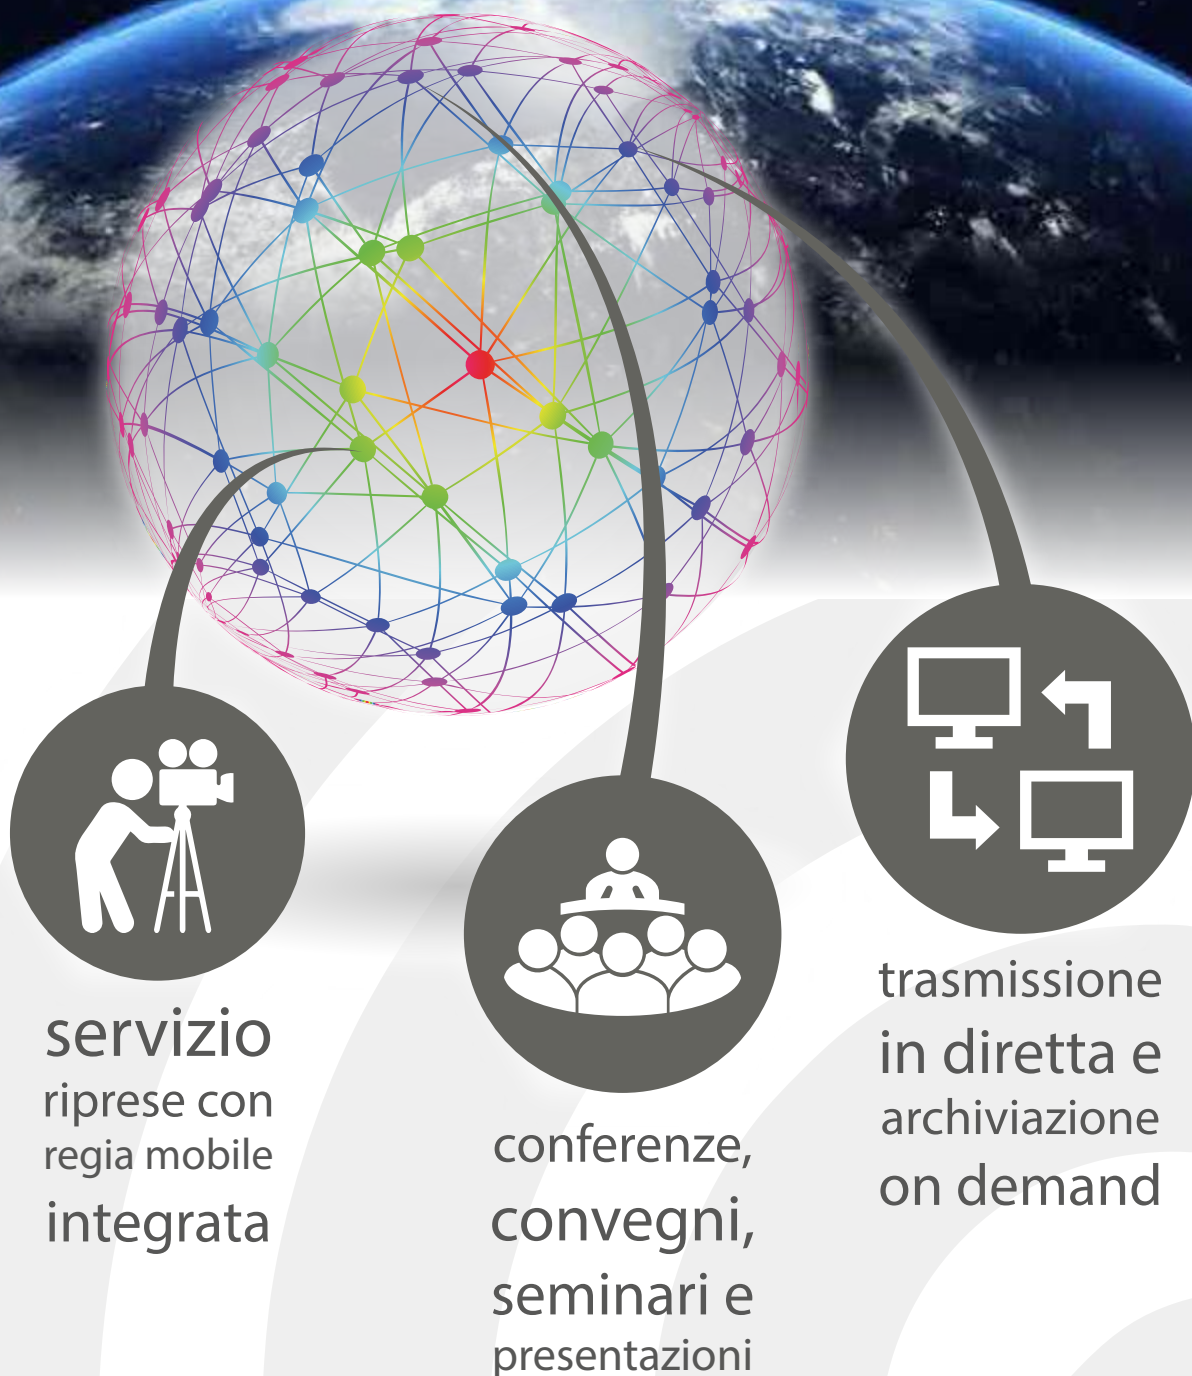 servizio
riprese con
regia mobile
integrata
conferenze,
convegni,
seminari e
presentazioni
trasmissione
in diretta e
archiviazione
on demand